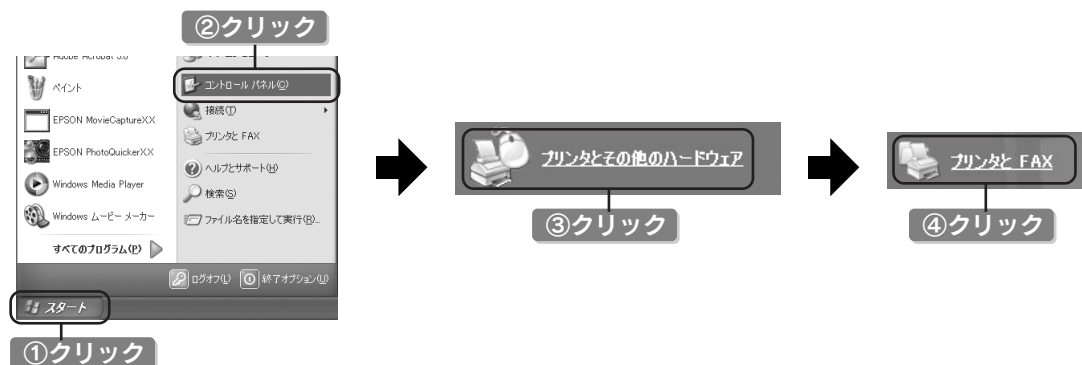 ②クリック
Adobe Acrobat 5.0
ペイント
EPSON MovieCaptureXX
EPSON PhotoQuickerXX
Windows Media Player
Windows ムービー メーカー
すべてのプログラム(P)
コントロール パネル(C)
接続(T)
プリンタと FAX
ヘルプとサポート(H)
検索(S)
ファイル名を指定して実行(R)...
ログオフ(L)
終了オプション(U)
スタート
①クリック
プリンタとその他のハードウェア
③クリック
プリンタと FAX
④クリック